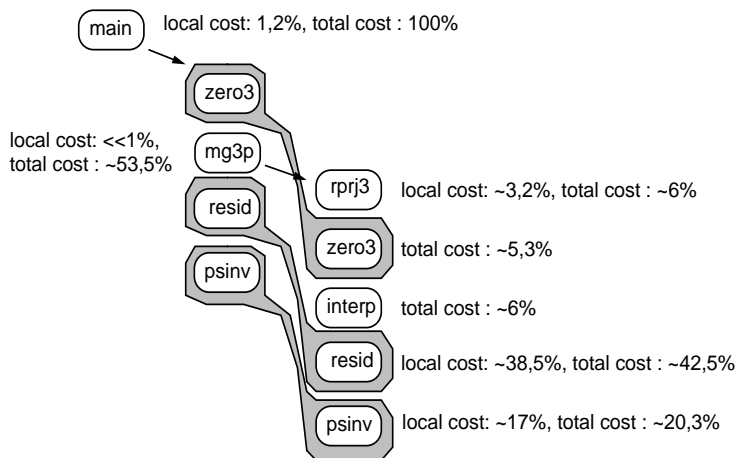 main
local cost: 1,2%, total cost : 100%
zero3
local cost: <<1%,
total cost : ~53,5%
mg3p
rprj3
local cost: ~3,2%, total cost : ~6%
resid
zero3
total cost : ~5,3%
psinv
interp
total cost : ~6%
resid
local cost: ~38,5%, total cost : ~42,5%
psinv
local cost: ~17%, total cost : ~20,3%